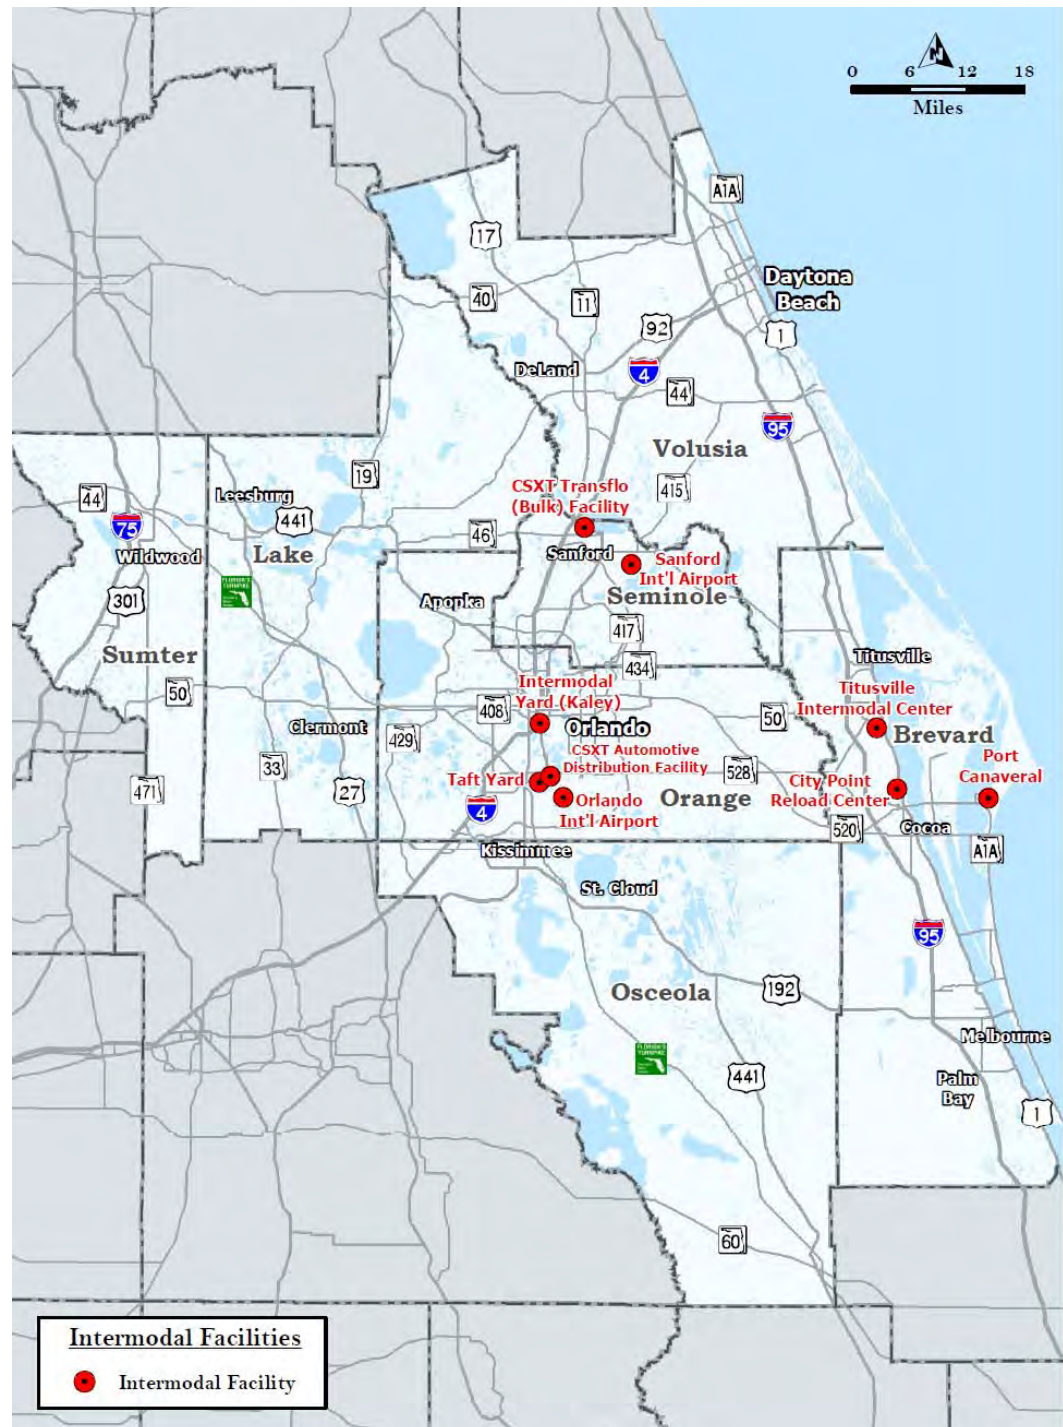 N
0 6 12 18
Miles
A1A
17
Daytona
Beach
40
11
92
1
DeLand
4
44
95
Volusia
19
CSXT Transflo
(Bulk) Facility
415
44
Leesburg
441
75
46
Wildwood
Lake
Sanford
Sanford
Int'l Airport
FLORIDA'S
TURNPIKE
301
Apopka
Seminole
417
Sumter
434
Titusville
50
Intermodal
Yard (Kaley)
Titusville
Intermodal Center
408
50
Clermont
Orlando
Brevard
429
CSXT Automotive
Distribution Facility
Port
Canaveral
33
Taft Yard
528
City Point
Reload Center
471
27
Orange
4
Orlando
Int'l Airport
520
Cocoa
Kissimmee
A1A
St. Cloud
95
Osceola
192
Melbourne
FLORIDA'S
TURNPIKE
441
Palm
Bay
1
60
Intermodal Facilities
Intermodal Facility